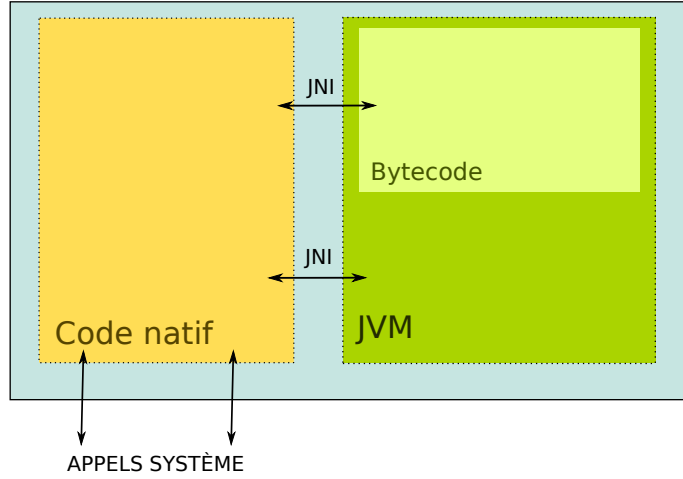 JNI
Bytecode
JNI
Code natif
JVM
APPELS SYSTÈME